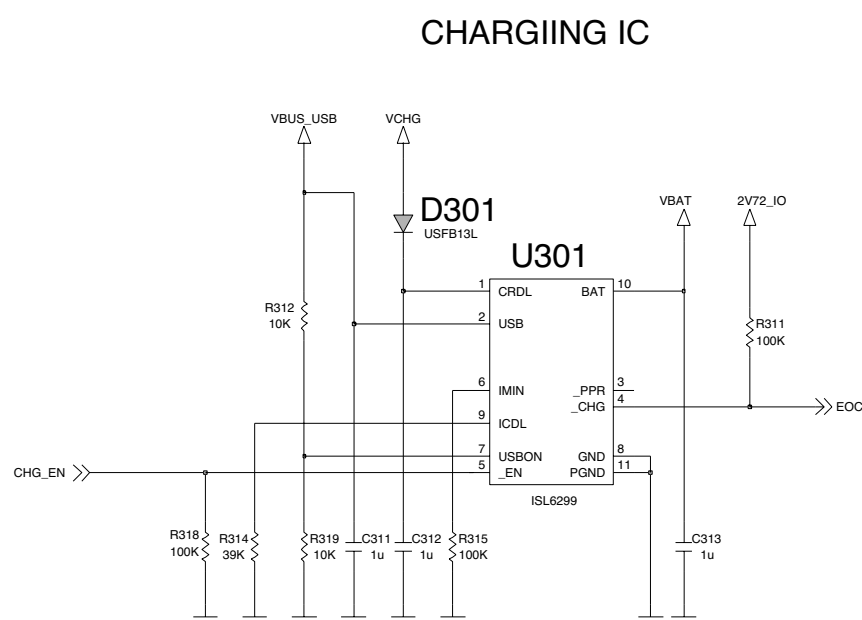 CHARGIING IC
VBUS_USB
VCHG
VBAT
2V72_IO
D301
USFB13L
U301
1
CRDL
BAT
10
R312
10K
2
USB
R311
100K
6
IMIN
_PPR
3
9
ICDL
_CHG
4
EOC
7
USBON
GND
8
CHG_EN
5
_EN
PGND
11
ISL6299
R318
100K
R314
39K
R319
10K
C311
1u
C312
1u
R315
100K
C313
1u